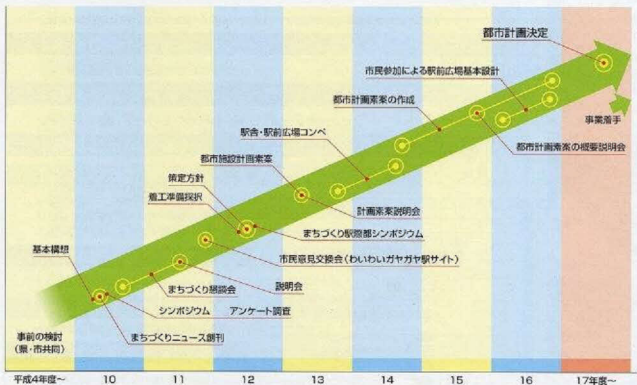 都市計画決定
市民参加による駅前広場基本設計
都市計画素案の作成
事業着手
駅舎・駅前広場コンペ
都市計画素案の概要説明会
都市施設計画素案
策定方針
着工準備採択
計画素案説明会
まちづくり駅部シンポジウム
基本構想
市民意見交換会(わいわいガヤガヤ駅サイト)
説明会
まちづくり懇談会
シンポジウム アンケート調査
まちづくりニュース創刊
事前の検討
(県・市共同)
平成4年度~ 10 11 12 13 14 15 16 17年度~